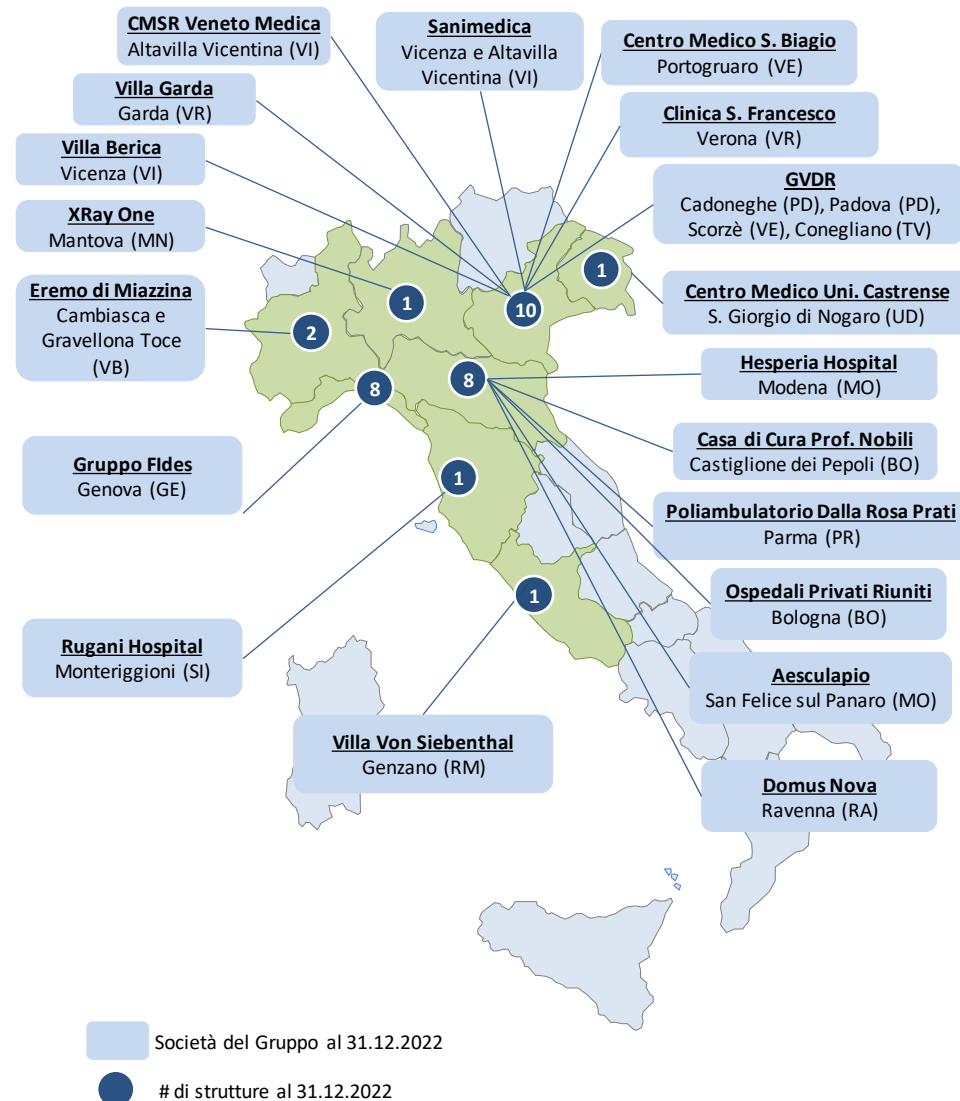 CMSR Veneto Medica
Altavilla Vicentina (VI)
Sanimedica
Vicenza e Altavilla
Vicentina (VI)
Centro Medico S. Biagio
Portogruaro (VE)
Villa Garda
Garda (VR)
Clinica S. Francesco
Verona (VR)
Villa Berica
Vicenza (VI)
GVDR
Cadoneghe (PD), Padova (PD),
Scorzè (VE), Conegliano (TV)
XRay One
Mantova (MN)
Eremo di Miazzina
Cambiasca e
Gravellona Toce
(VB)
Centro Medico Uni. Castrense
S. Giorgio di Nogaro (UD)
1
1
10
2
8
8
Hesperia Hospital
Modena (MO)
Casa di Cura Prof. Nobili
Castiglione dei Pepoli (BO)
Gruppo FIdes
Genova (GE)
1
Poliambulatorio Dalla Rosa Prati
Parma (PR)
1
Ospedali Privati Riuniti
Bologna (BO)
Rugani Hospital
Monteriggioni (SI)
Aesculapio
San Felice sul Panaro (MO)
Villa Von Siebenthal
Genzano (RM)
Domus Nova
Ravenna (RA)
Società del Gruppo al 31.12.2022
# di strutture al 31.12.2022